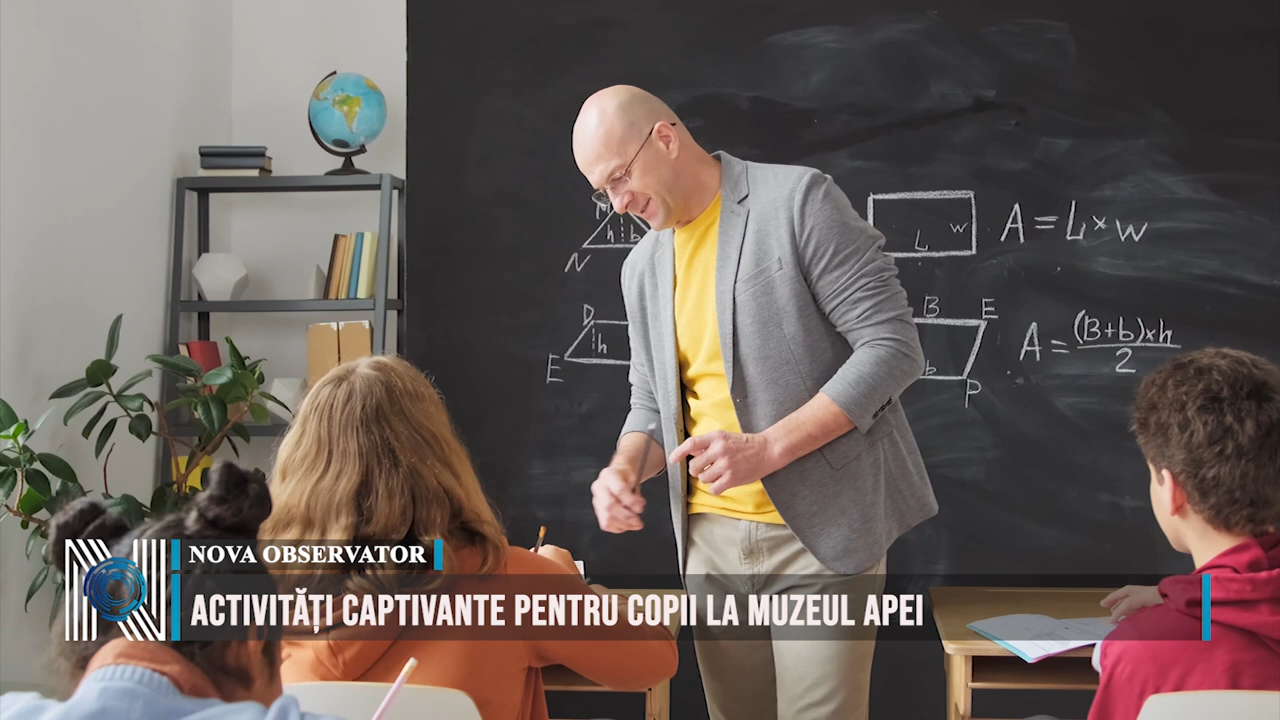 M
h b
N
L w
A = L × w
D
h
E
B E
b
P
A = (B+b)×h
2
NOVA OBSERVATOR
ACTIVITĂȚI CAPTIVANTE PENTRU COPII LA MUZEUL APEI